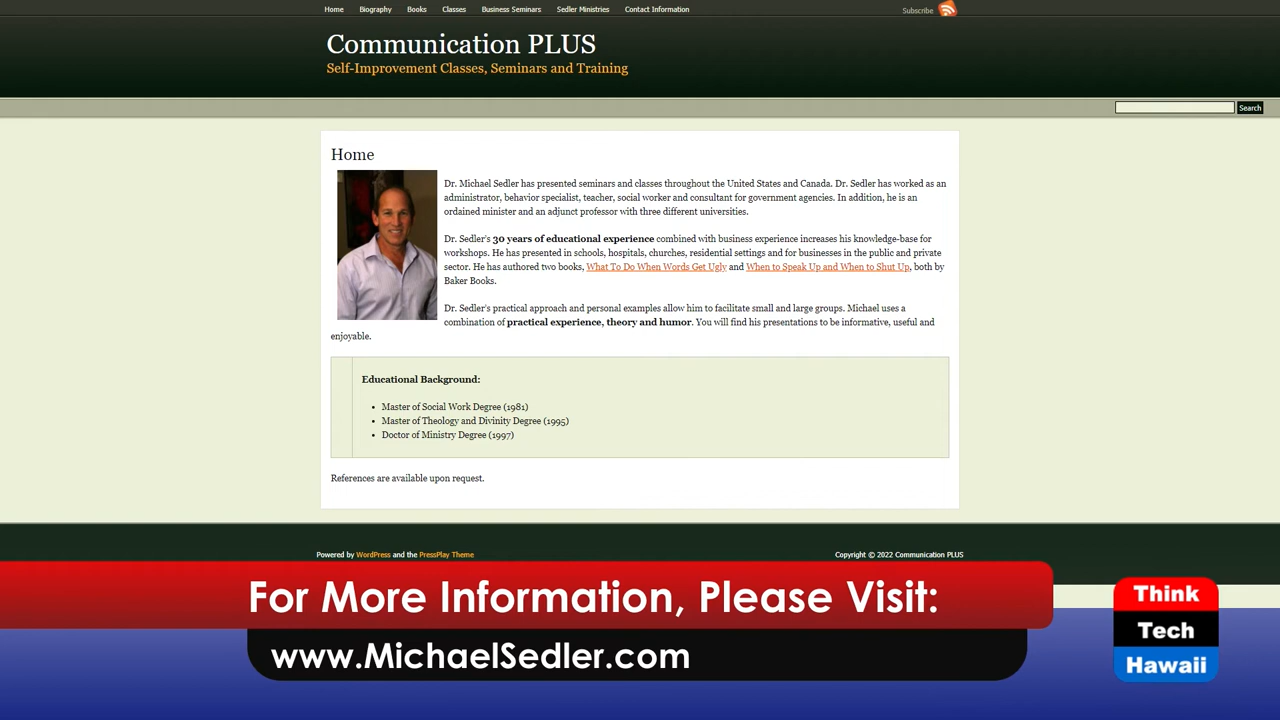 Home Biography Books Classes Business Seminars Sedler Ministries Contact Information Subscribe
Communication PLUS
Self-Improvement Classes, Seminars and Training
Search
Home
Dr. Michael Sedler has presented seminars and classes throughout the United States and Canada. Dr. Sedler has worked as an
administrator, behavior specialist, teacher, social worker and consultant for government agencies. In addition, he is an
ordained minister and an adjunct professor with three different universities.
Dr. Sedler's 30 years of educational experience combined with business experience increases his knowledge-base for
workshops. He has presented in schools, hospitals, churches, residential settings and for businesses in the public and private
sector. He has authored two books, What To Do When Words Get Ugly and When to Speak Up and When to Shut Up, both by
Baker Books.
Dr. Sedler's practical approach and personal examples allow him to facilitate small and large groups. Michael uses a
combination of practical experience, theory and humor. You will find his presentations to be informative, useful and
enjoyable.
Educational Background:
• Master of Social Work Degree (1981)
• Master of Theology and Divinity Degree (1995)
• Doctor of Ministry Degree (1997)
References are available upon request.
Powered by WordPress and the PressPlay Theme Copyright © 2022 Communication PLUS
For More Information, Please Visit:
www.MichaelSedler.com
Think
Tech
Hawaii